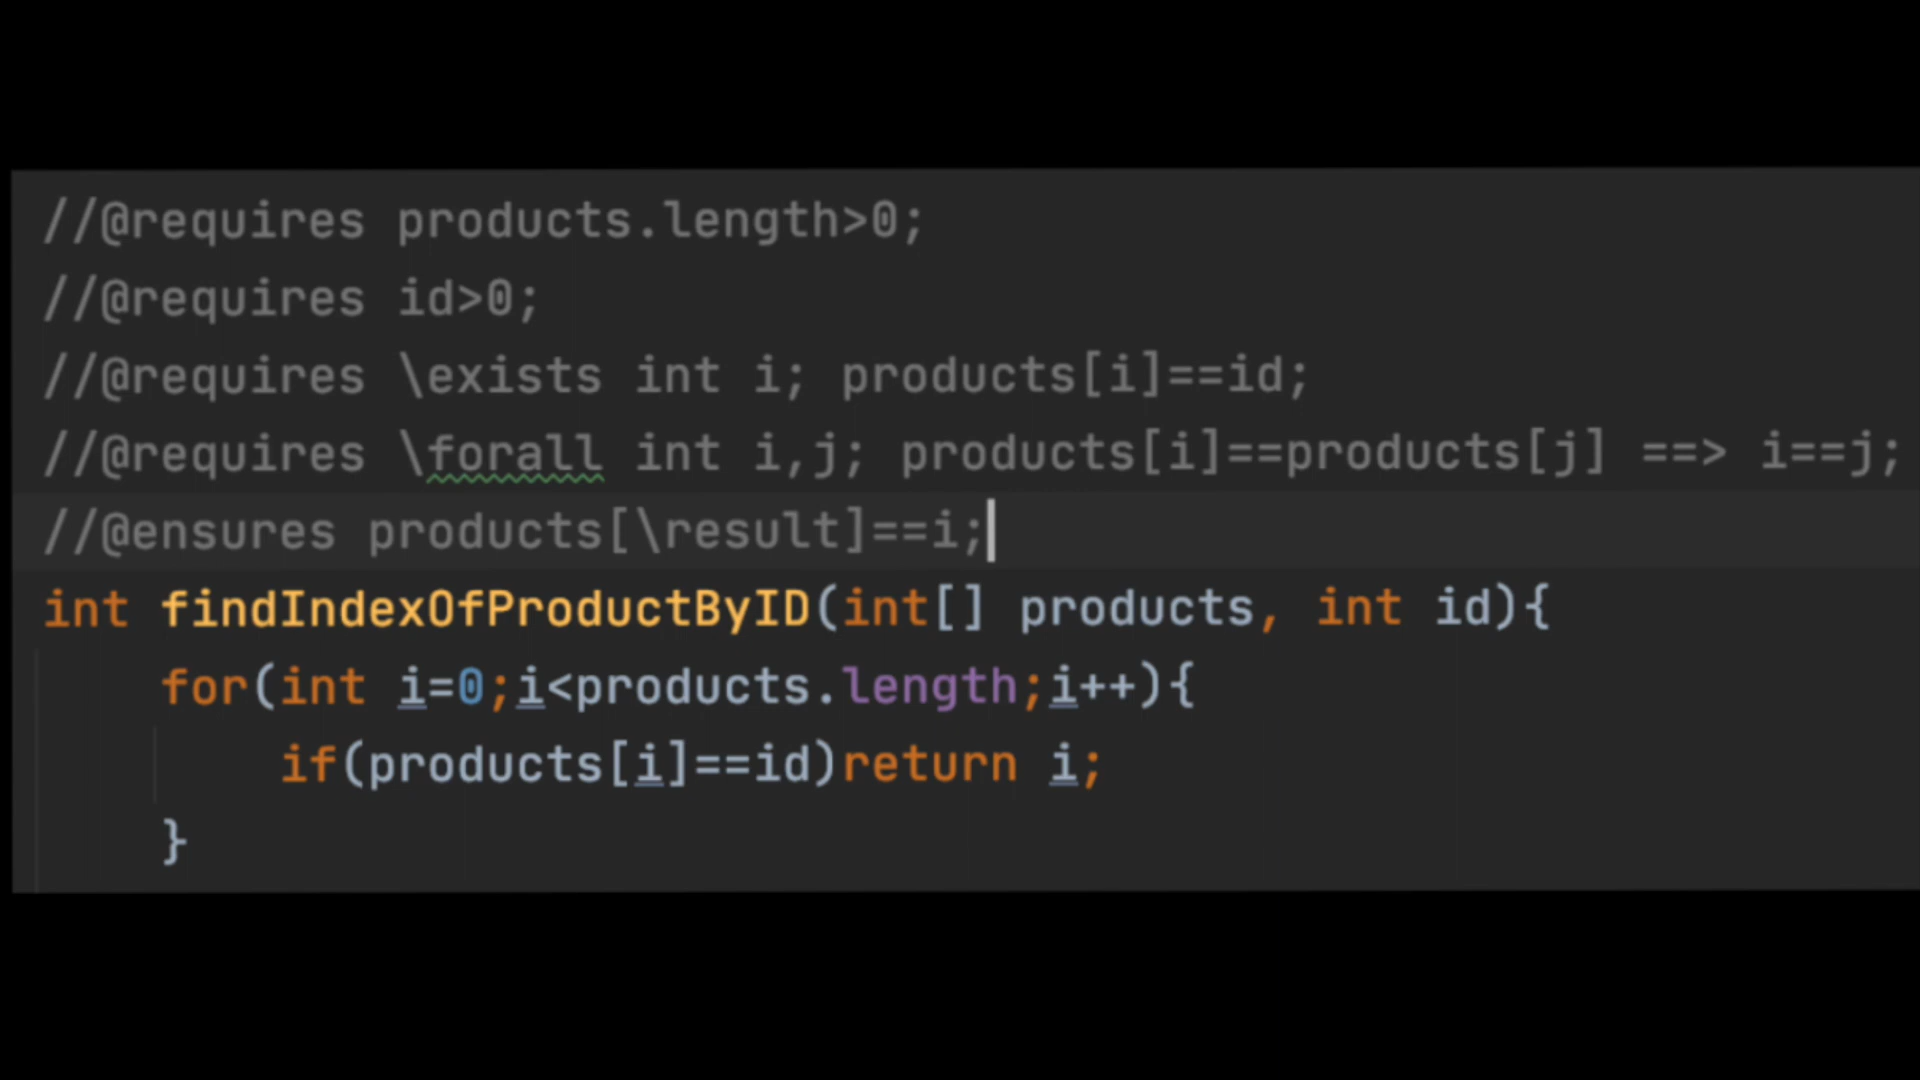 //@requires products.length>0;
//@requires id>0;
//@requires \exists int i; products[i]==id;
//@requires \forall int i,j; products[i]==products[j] ==> i==j;
//@ensures products[\result]==i;
int findIndexOfProductByID(int[] products, int id){
for(int i=0;i<products.length;i++){
if(products[i]==id)return i;
}